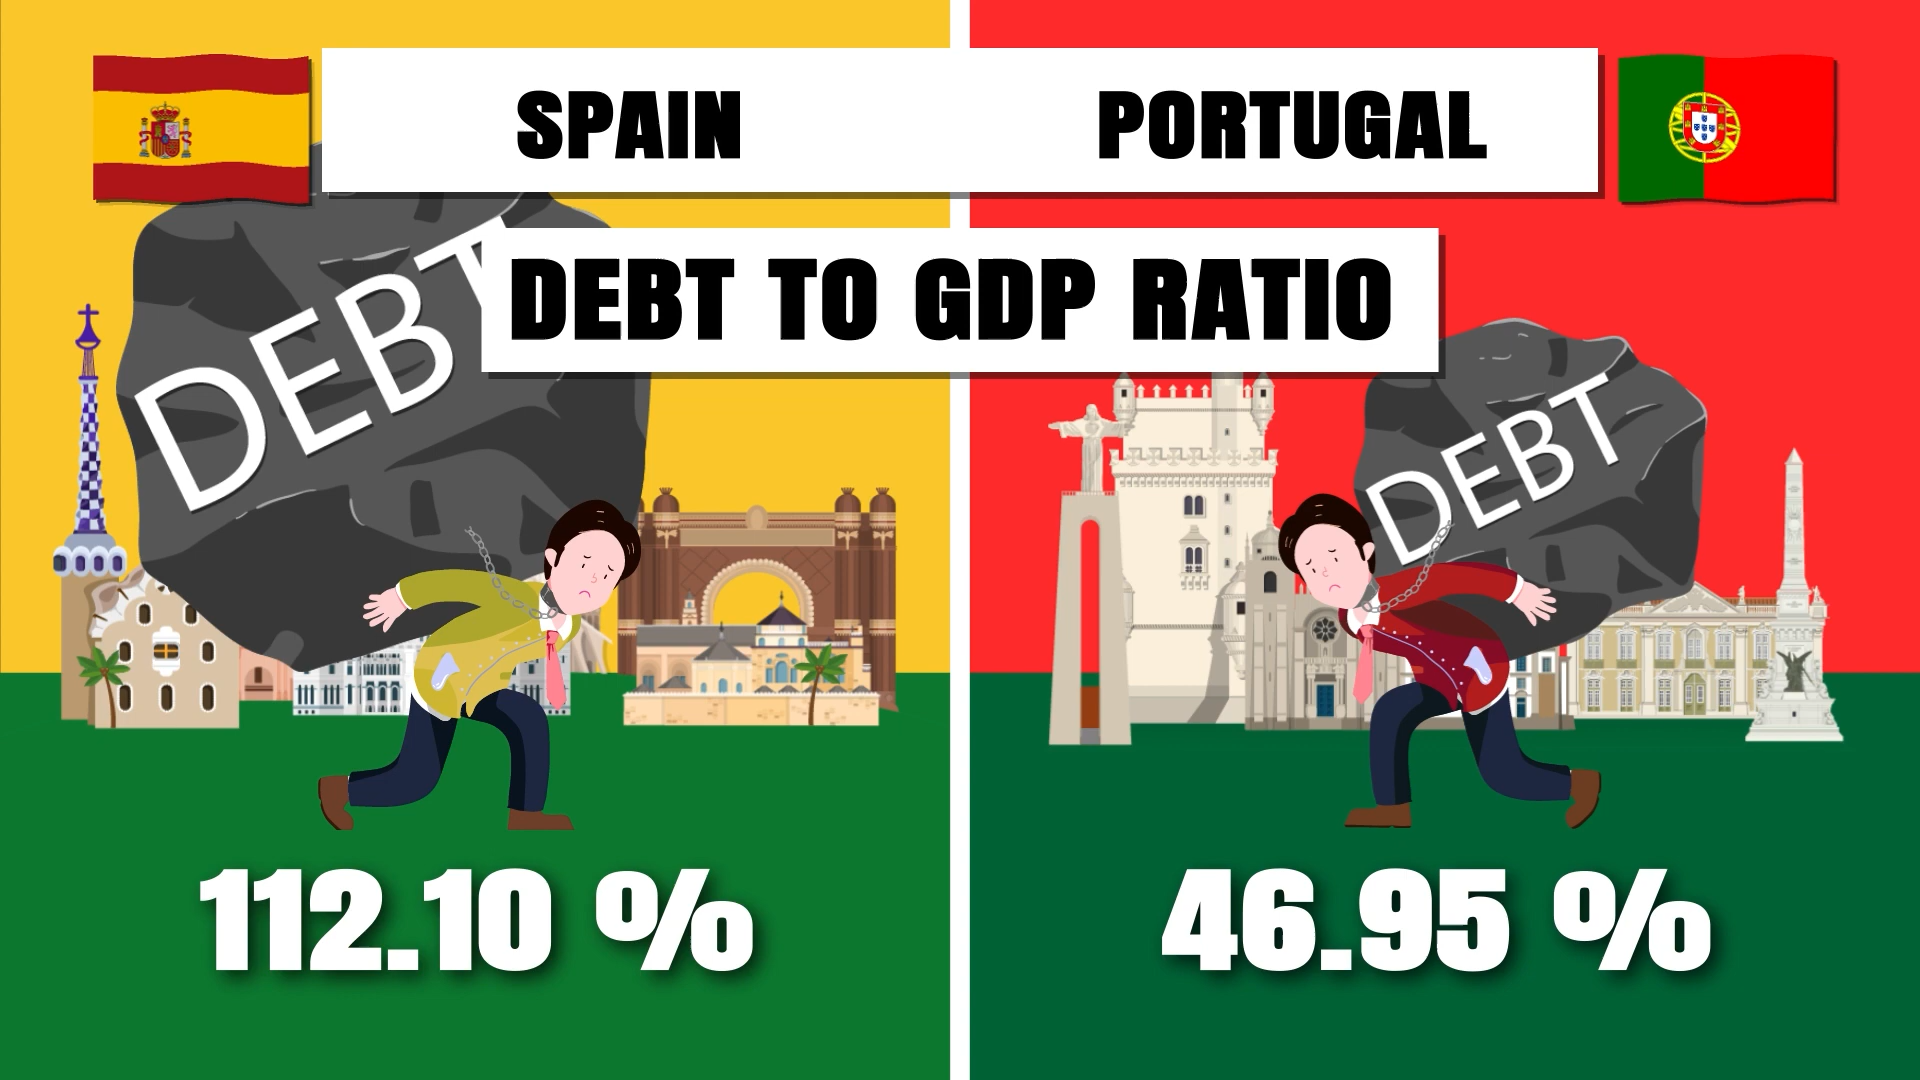 SPAIN
PORTUGAL
DEBT TO GDP RATIO
DEBT
DEBT
112.10 %
46.95 %